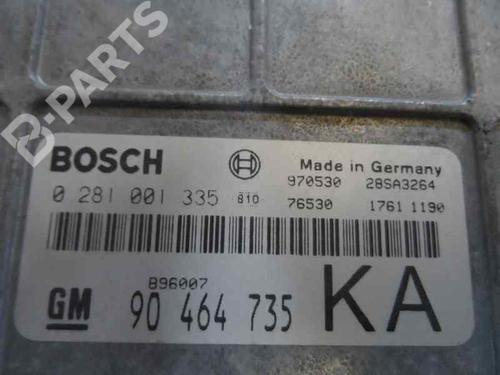 B-PARTS
BOSCH
Made in Germany
970530 28SA3264
0 281 001 335 810 76530 1761 1190
896007
GM 90 464 735 KA